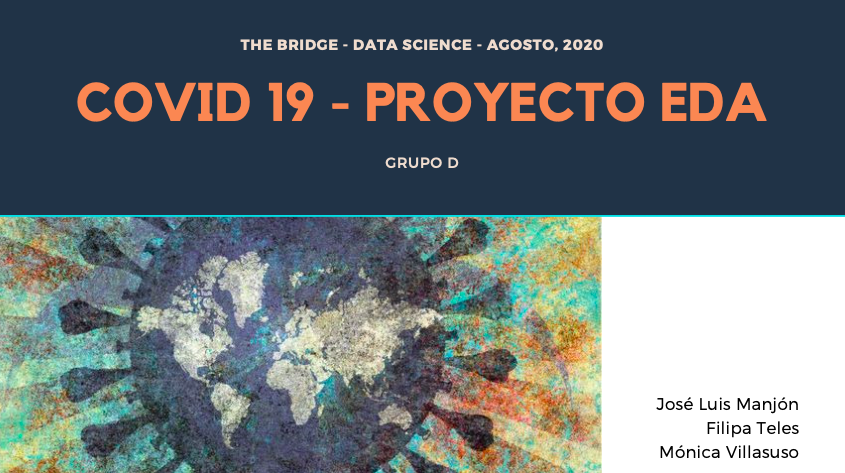 THE BRIDGE - DATA SCIENCE - AGOSTO, 2020
COVID 19 - PROYECTO EDA
GRUPO D
José Luis Manjón
Filipa Teles
Mónica Villasuso